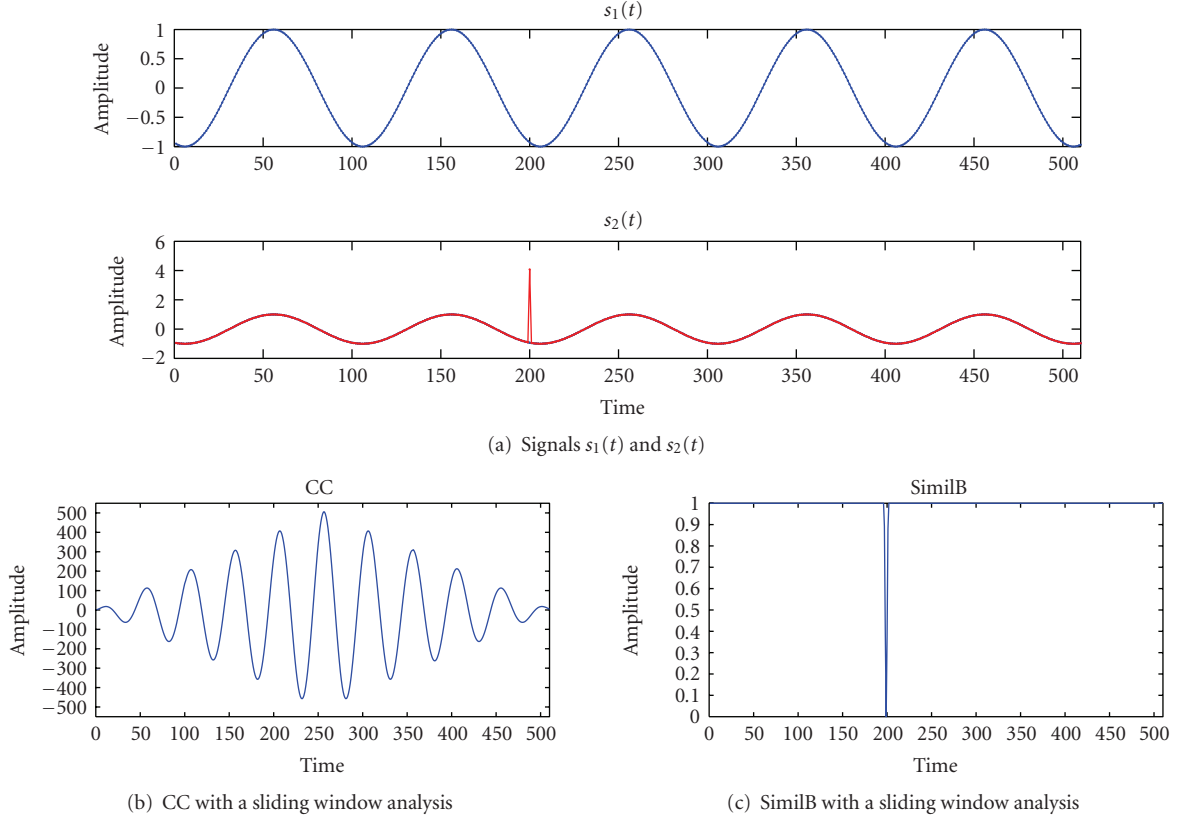 s₁(t)
Amplitude
1
0.5
0
−0.5
−1
0 50 100 150 200 250 300 350 400 450 500
s₂(t)
Amplitude
6
4
2
0
−2
0 50 100 150 200 250 300 350 400 450 500
Time
(a) Signals s₁(t) and s₂(t)
CC
Amplitude
500
400
300
200
100
0
−100
−200
−300
−400
−500
0 50 100 150 200 250 300 350 400 450 500
Time
(b) CC with a sliding window analysis
SimilB
Amplitude
1
0.9
0.8
0.7
0.6
0.5
0.4
0.3
0.2
0.1
0
0 50 100 150 200 250 300 350 400 450 500
Time
(c) SimilB with a sliding window analysis